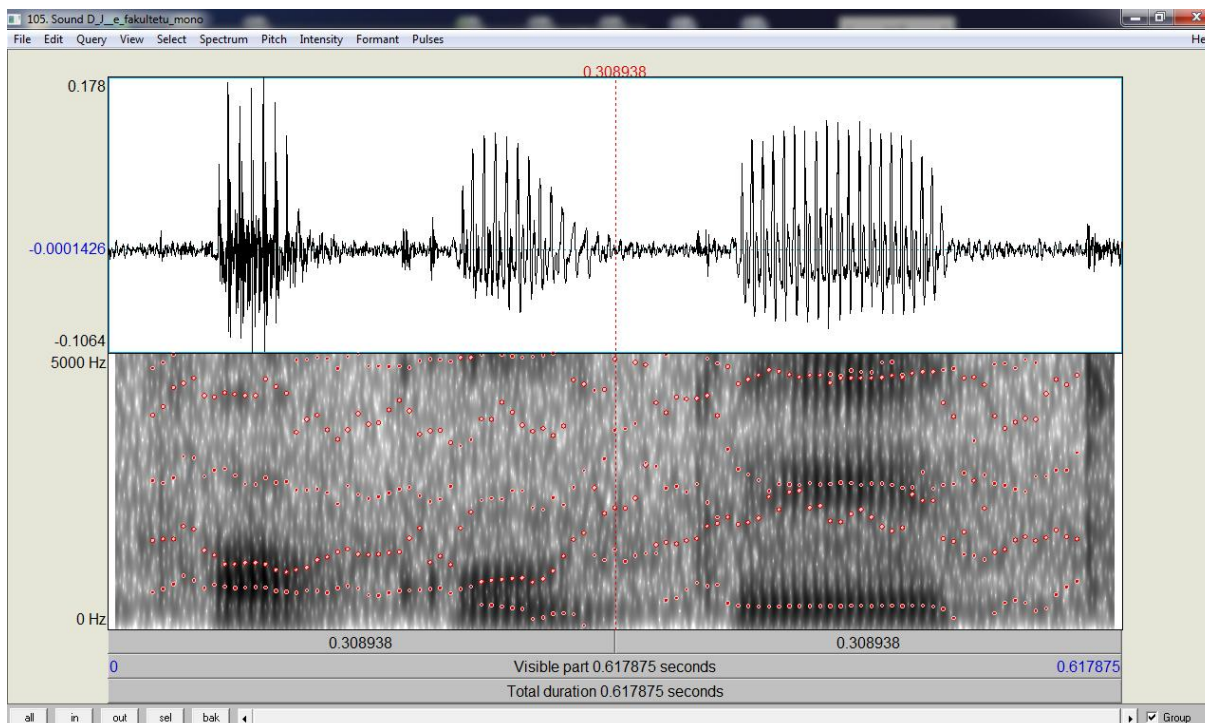 105. Sound D_J__e_fakultetu_mono
File Edit Query View Select Spectrum Pitch Intensity Formant Pulses He
0.308938
0.178
-0.0001426
-0.1064
5000 Hz
0 Hz
0.308938 0.308938
0 Visible part 0.617875 seconds 0.617875
Total duration 0.617875 seconds
all in out sel bak Group